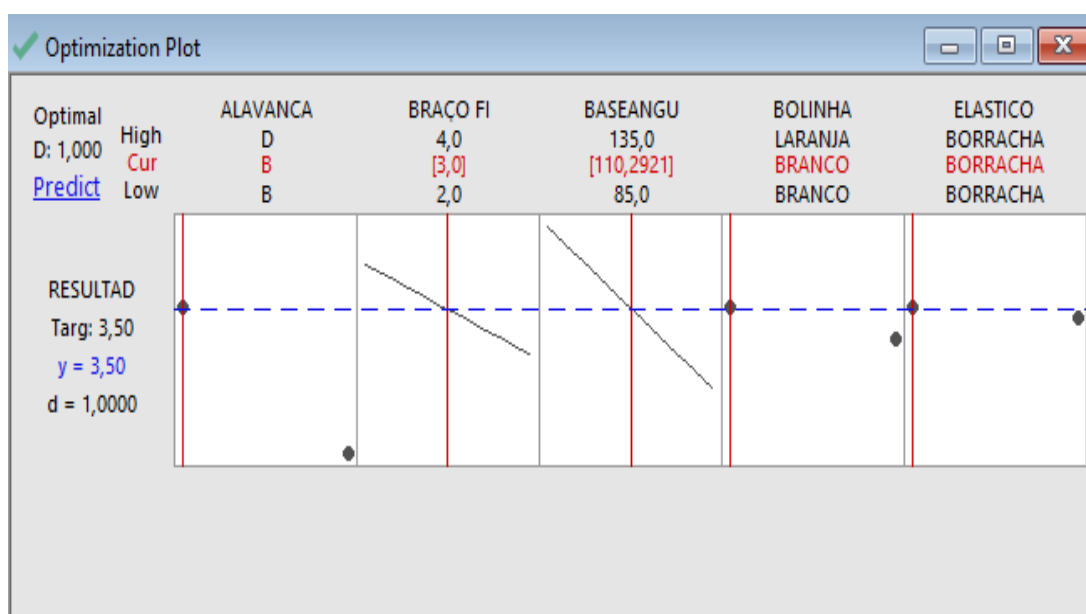 Optimization Plot
Optimal
D: 1,000
Predict
High
Cur
Low
ALAVANCA
D
B
B
BRAÇO FI
4,0
[3,0]
2,0
BASEANGU
135,0
[110,2921]
85,0
BOLINHA
LARANJA
BRANCO
BRANCO
ELASTICO
BORRACHA
BORRACHA
BORRACHA
RESULTAD
Targ: 3,50
y = 3,50
d = 1,0000